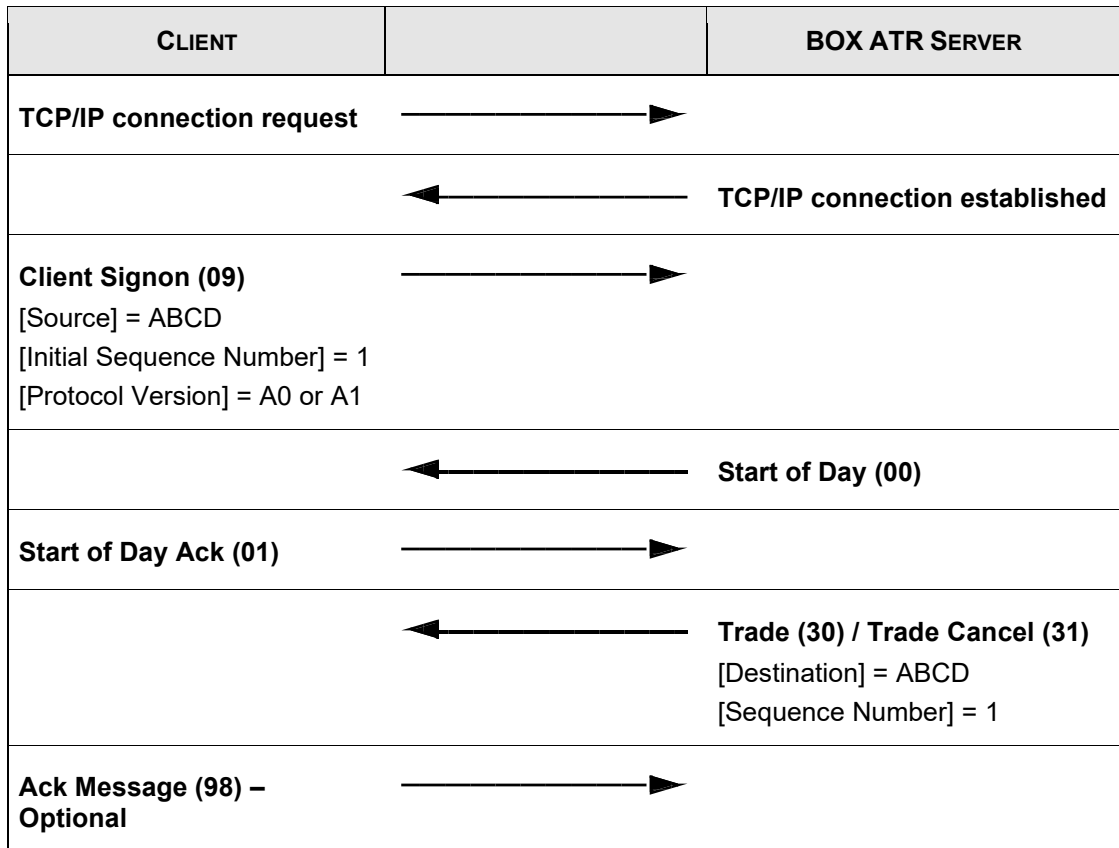 CLIENT BOX ATR SERVER
TCP/IP connection request
TCP/IP connection established
Client Signon (09)
[Source] = ABCD
[Initial Sequence Number] = 1
[Protocol Version] = A0 or A1
Start of Day (00)
Start of Day Ack (01)
Trade (30) / Trade Cancel (31)
[Destination] = ABCD
[Sequence Number] = 1
Ack Message (98) –
Optional